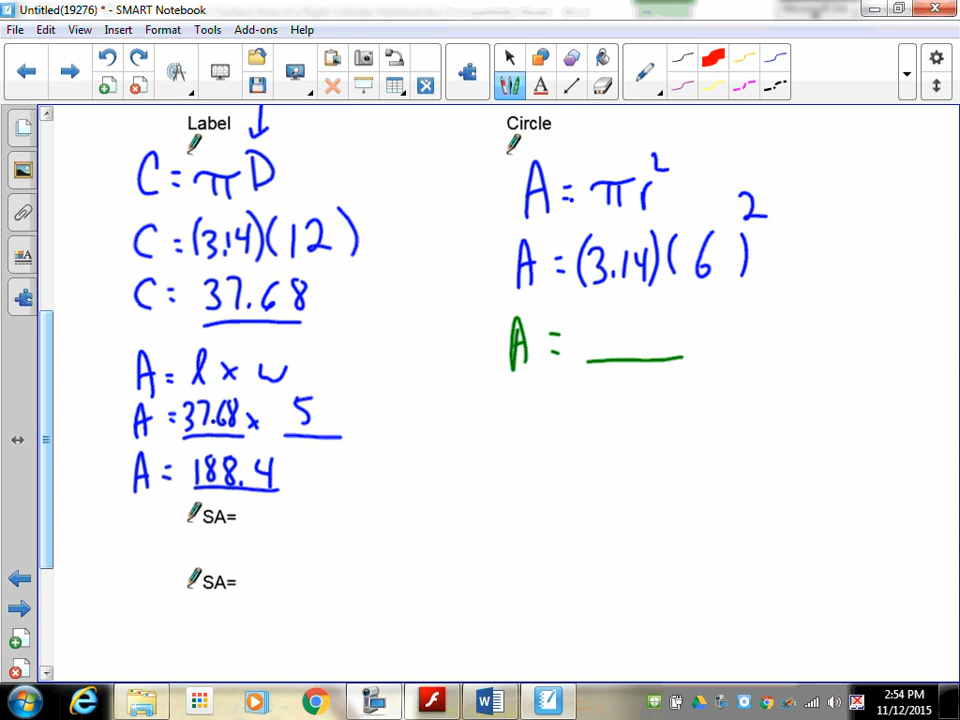 Untitled(19276) * - SMART Notebook
File Edit View Insert Format Tools Add-ons Help
Label
C = πD
C = (3.14)(12)
C = 37.68
A = l x w
A = 37.68 x 5
A = 188.4
SA=
SA=
Circle
A = πr²
A = (3.14)(6)²
A = ____
2:54 PM
11/12/2015